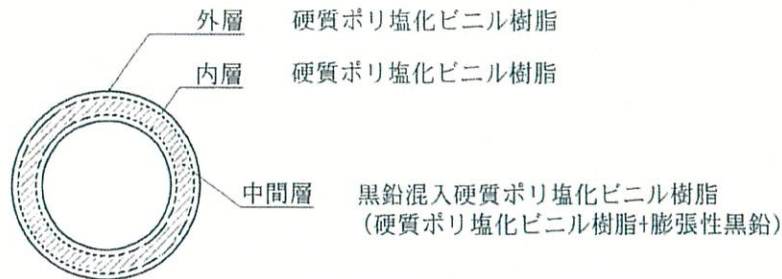 外層 硬質ポリ塩化ビニル樹脂
内層 硬質ポリ塩化ビニル樹脂
中間層 黒鉛混入硬質ポリ塩化ビニル樹脂
(硬質ポリ塩化ビニル樹脂+膨張性黒鉛)